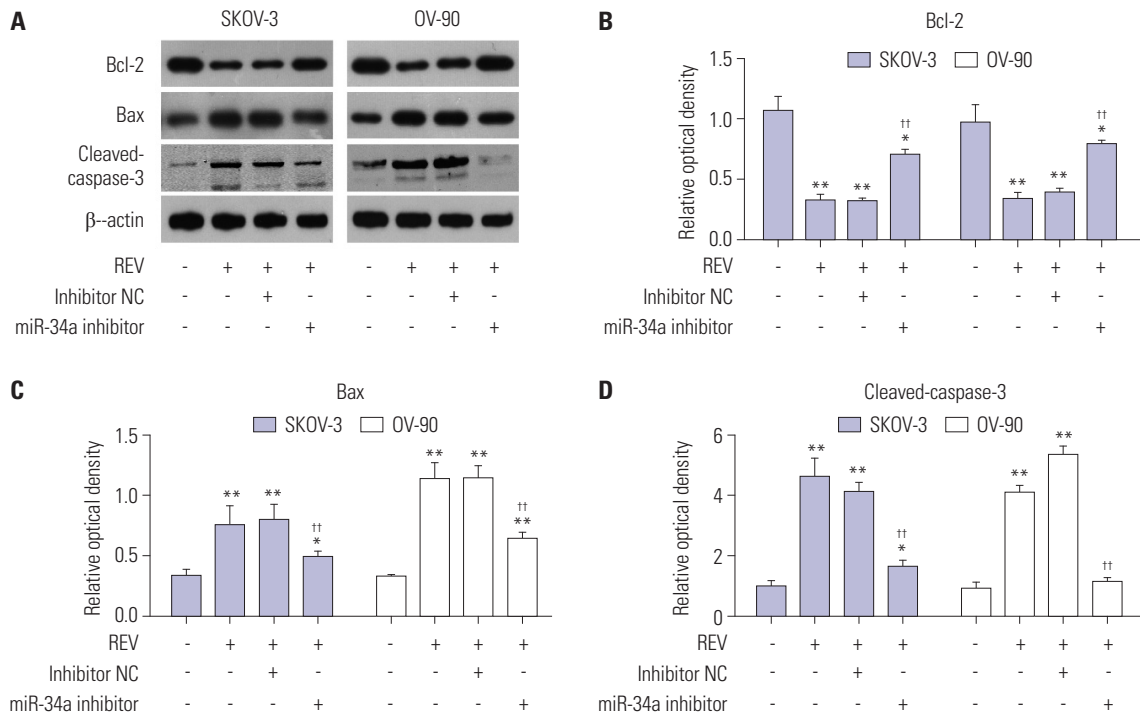 A
SKOV-3 OV-90
Bcl-2
Bax
Cleaved-
caspase-3
β--actin
REV - + + + - + + +
Inhibitor NC - - + - - - + -
miR-34a inhibitor - - - + - - - +
B
Bcl-2
SKOV-3 OV-90
Relative optical density
1.5
1.0
0.5
0.0
** ** †† * ** ** †† *
REV - + + + - + + +
Inhibitor NC - - + - - - + -
miR-34a inhibitor - - - + - - - +
C
Bax
SKOV-3 OV-90
Relative optical density
1.5
1.0
0.5
0.0
** ** †† * ** ** †† **
REV - + + + - + + +
Inhibitor NC - - + - - - + -
miR-34a inhibitor - - - + - - - +
D
Cleaved-caspase-3
SKOV-3 OV-90
Relative optical density
6
4
2
0
** ** †† * ** ** ††
REV - + + + - + + +
Inhibitor NC - - + - - - + -
miR-34a inhibitor - - - + - - - +